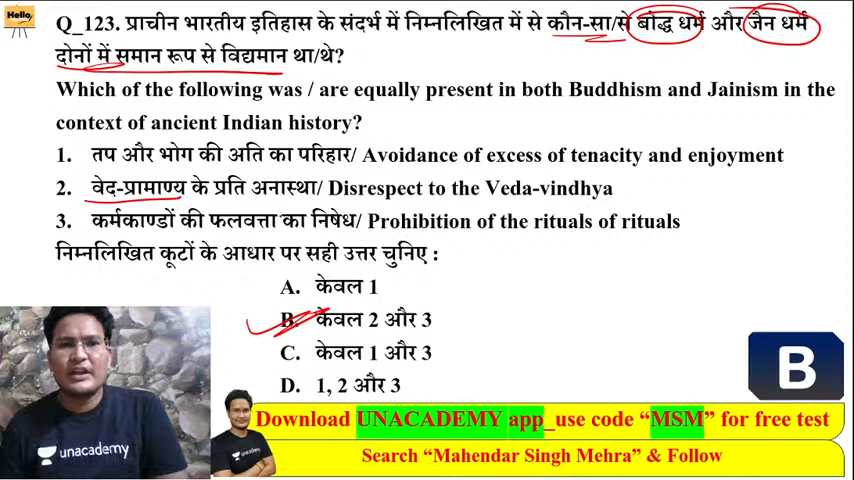 Hello
Q_123. प्राचीन भारतीय इतिहास के संदर्भ में निम्नलिखित में से कौन-सा/से बौद्ध धर्म और जैन धर्म
दोनों में समान रूप से विद्यमान था/थे?
Which of the following was / are equally present in both Buddhism and Jainism in the
context of ancient Indian history?
1. तप और भोग की अति का परिहार/ Avoidance of excess of tenacity and enjoyment
2. वेद-प्रामाण्य के प्रति अनास्था/ Disrespect to the Veda-vindhya
3. कर्मकाण्डों की फलवत्ता का निषेध/ Prohibition of the rituals of rituals
निम्नलिखित कूटों के आधार पर सही उत्तर चुनिए :
A. केवल 1
B. केवल 2 और 3
C. केवल 1 और 3
D. 1, 2 और 3
B
unacademy
Download UNACADEMY app_use code “MSM” for free test
Search “Mahendar Singh Mehra” & Follow